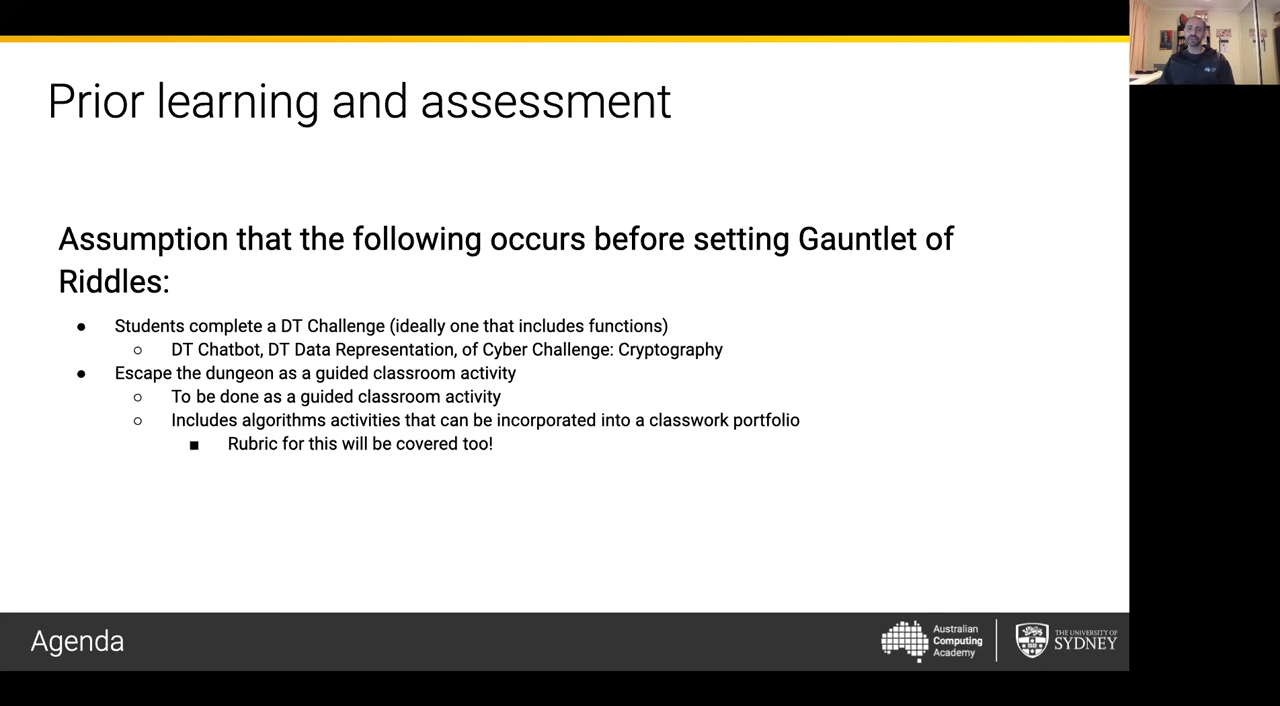 Prior learning and assessment
Assumption that the following occurs before setting Gauntlet of
Riddles:
● Students complete a DT Challenge (ideally one that includes functions)
○ DT Chatbot, DT Data Representation, of Cyber Challenge: Cryptography
● Escape the dungeon as a guided classroom activity
○ To be done as a guided classroom activity
○ Includes algorithms activities that can be incorporated into a classwork portfolio
■ Rubric for this will be covered too!
Agenda
Australian
Computing
Academy
THE UNIVERSITY OF
SYDNEY